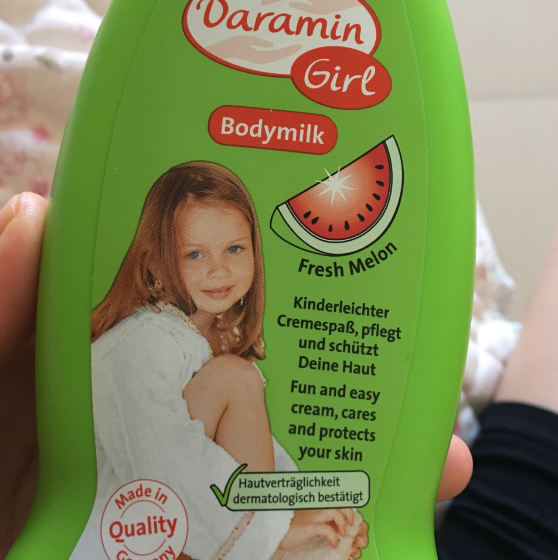 Daramin
Girl
Bodymilk
Fresh Melon
Kinderleichter
Cremespaß, pflegt
und schützt
Deine Haut
Fun and easy
cream, cares
and protects
your skin
Hautverträglichkeit
dermatologisch bestätigt
Made in
Quality
Germany